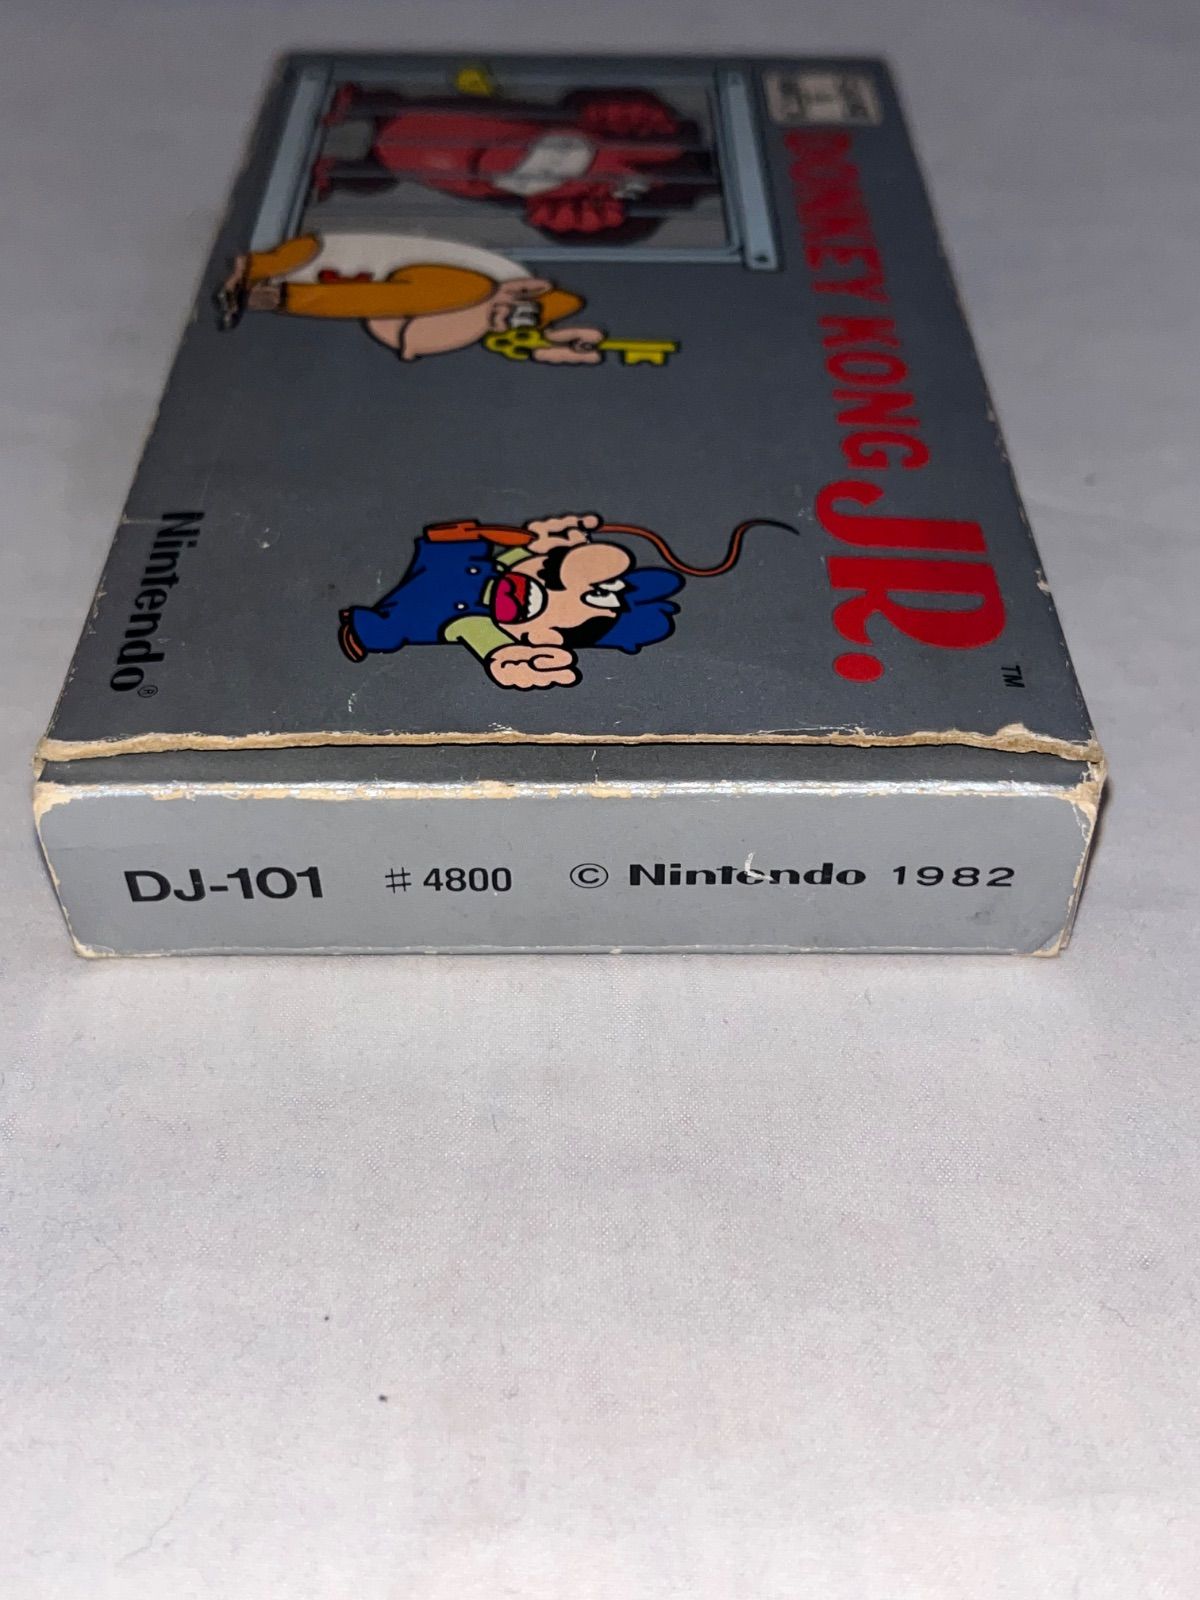 DONKEY KONG JR.™
Nintendo®
DJ-101 # 4800 © Nintendo 1982